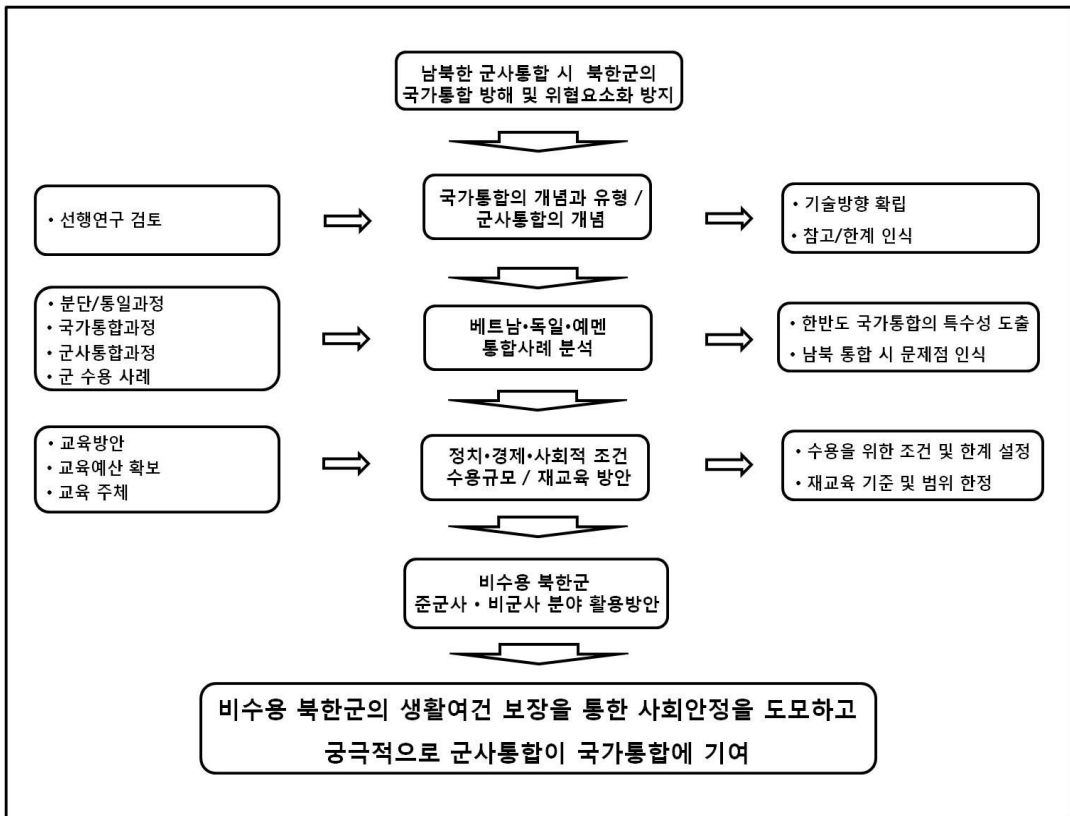 남북한 군사통합 시 북한군의
국가통합 방해 및 위협요소화 방지
• 선행연구 검토
국가통합의 개념과 유형 /
군사통합의 개념
• 기술방향 확립
• 참고/한계 인식
• 분단/통일과정
• 국가통합과정
• 군사통합과정
• 군 수용 사례
베트남•독일•예멘
통합사례 분석
• 한반도 국가통합의 특수성 도출
• 남북 통합 시 문제점 인식
• 교육방안
• 교육예산 확보
• 교육 주체
정치•경제•사회적 조건
수용규모 / 재교육 방안
• 수용을 위한 조건 및 한계 설정
• 재교육 기준 및 범위 한정
비수용 북한군
준군사 • 비군사 분야 활용방안
비수용 북한군의 생활여건 보장을 통한 사회안정을 도모하고
궁극적으로 군사통합이 국가통합에 기여